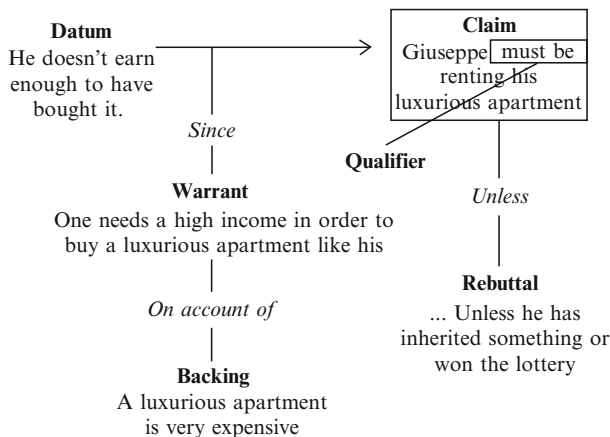 Datum
He doesn't earn
enough to have
bought it.
Claim
Giuseppe must be
renting his
luxurious apartment
Since
Qualifier
Warrant
One needs a high income in order to
buy a luxurious apartment like his
Unless
On account of
Rebuttal
... Unless he has
inherited something or
won the lottery
Backing
A luxurious apartment
is very expensive